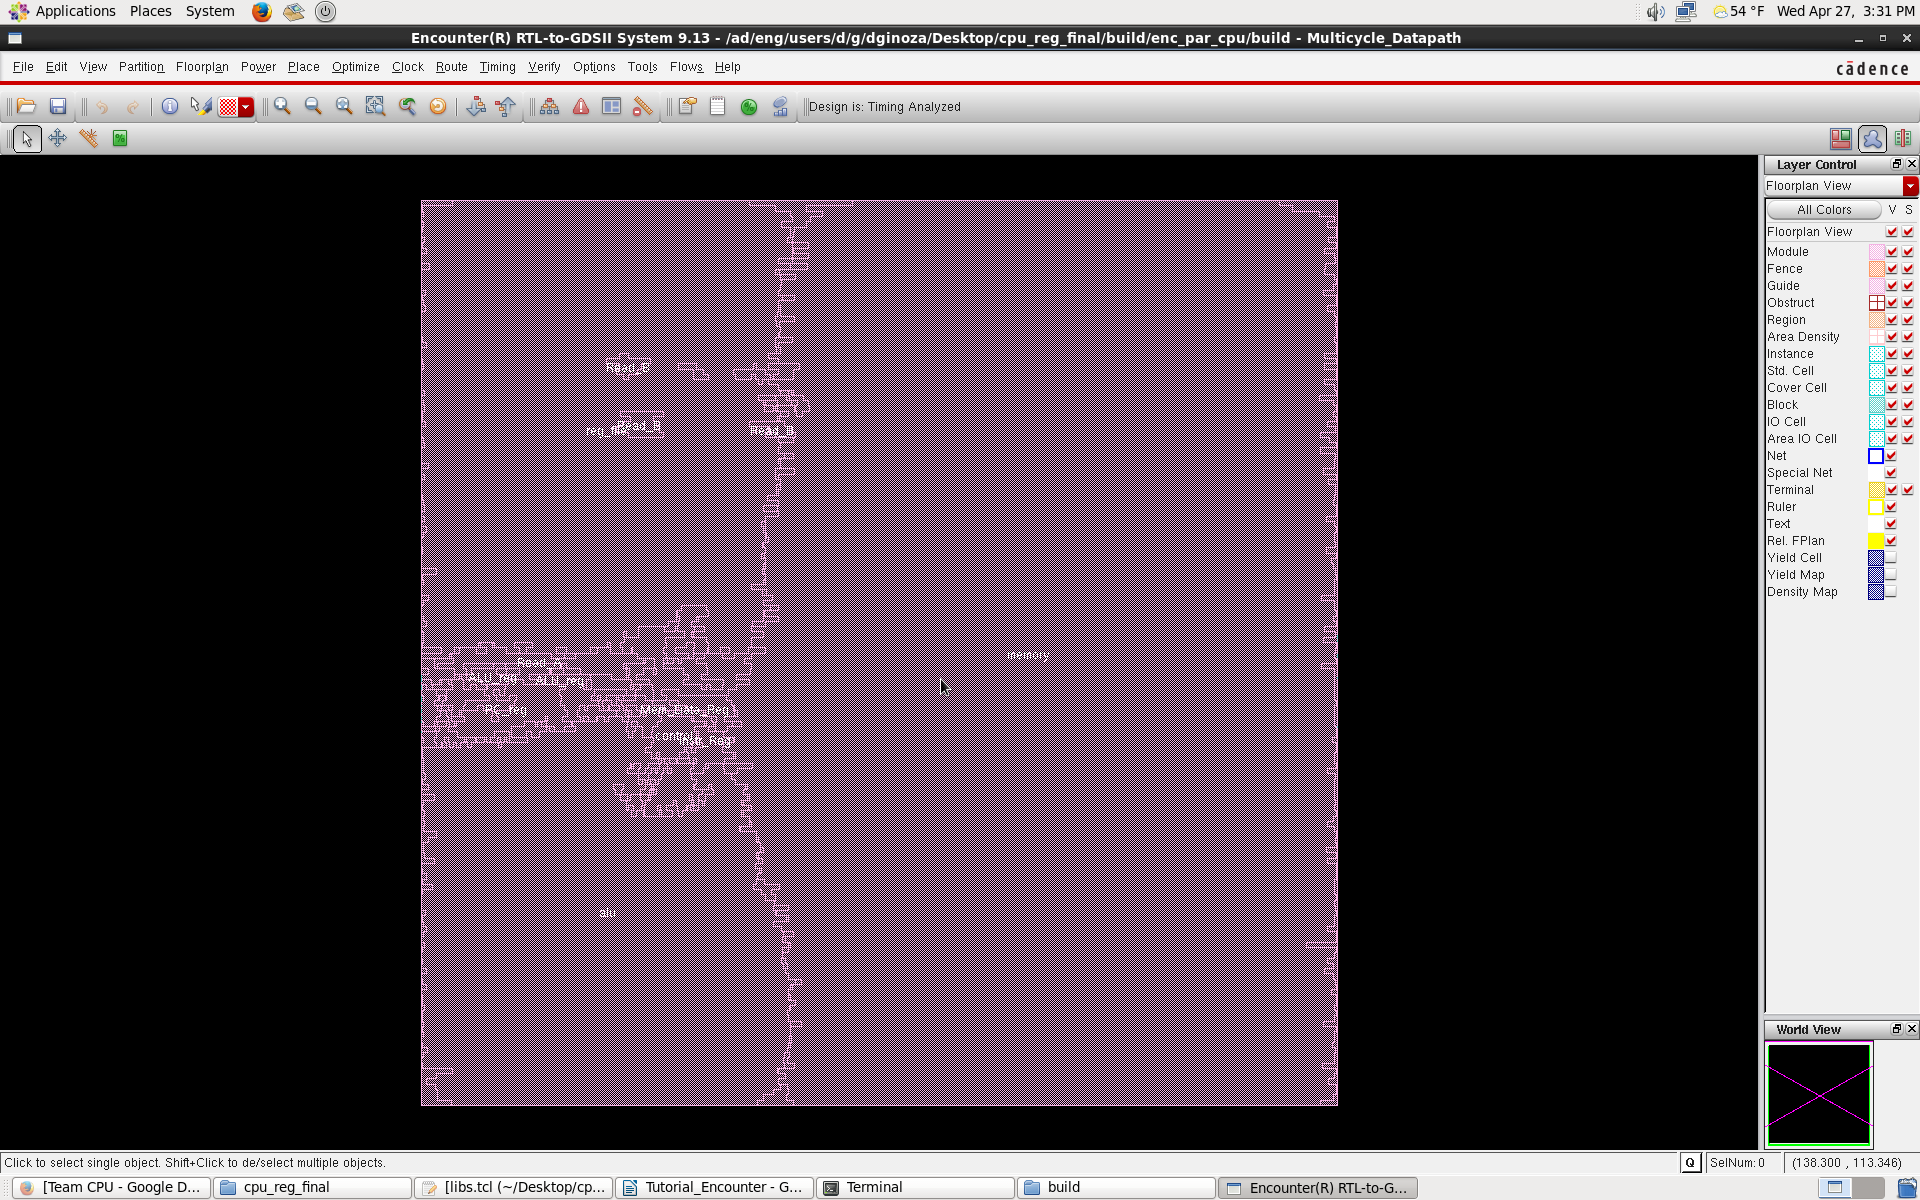 Applications Places System 54 °F Wed Apr 27, 3:31 PM
Encounter(R) RTL-to-GDSII System 9.13 - /ad/eng/users/d/g/dginoza/Desktop/cpu_reg_final/build/enc_par_cpu/build - Multicycle_Datapath
File Edit View Partition Floorplan Power Place Optimize Clock Route Timing Verify Options Tools Flows Help
cādence
Design is: Timing Analyzed
Layer Control
Floorplan View
All Colors V S
Floorplan View
Module
Fence
Guide
Obstruct
Region
Area Density
Instance
Std. Cell
Cover Cell
Block
IO Cell
Area IO Cell
Net
Special Net
Terminal
Ruler
Text
Rel. FPlan
Yield Cell
Yield Map
Density Map
Read_B
Read_B
Read_B
memory
ALU_reg
ALU_reg
PC_reg
Mem_Data_Reg
control
alu
World View
Click to select single object. Shift+Click to de/select multiple objects.
Q SelNum: 0 (138.300 , 113.346)
[Team CPU - Google D... cpu_reg_final [libs.tcl (~/Desktop/cp... Tutorial_Encounter - G... Terminal build Encounter(R) RTL-to-G...